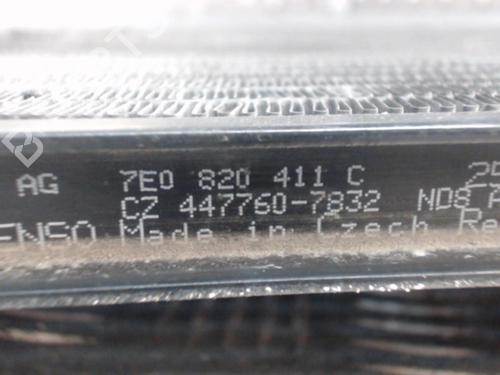 AG 7E0 820 411 C
CZ 447760-7832 ND8
Made in Czech